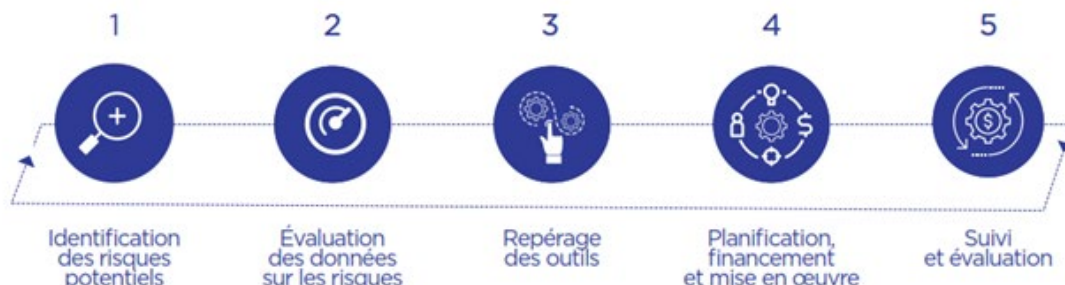 1
2
3
4
5
$
$
Identification
des risques
potentiels
Évaluation
des données
sur les risques
Repérage
des outils
Planification,
financement
et mise en œuvre
Suivi
et évaluation